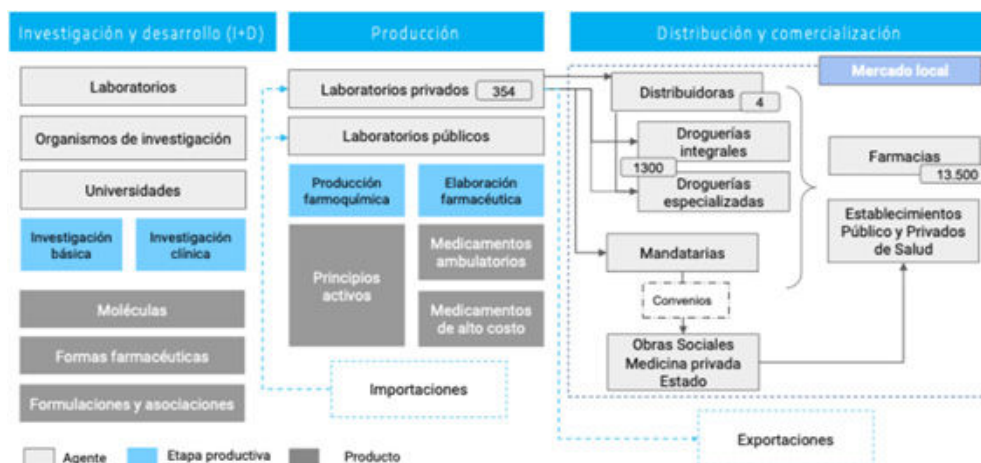 Investigación y desarrollo (I+D)
Laboratorios
Organismos de investigación
Universidades
Investigación
básica
Investigación
clínica
Moléculas
Formas farmacéuticas
Formulaciones y asociaciones
Producción
Laboratorios privados
354
Laboratorios públicos
Producción
farmoquímica
Elaboración
farmacéutica
Principios
activos
Medicamentos
ambulatorios
Medicamentos
de alto costo
Importaciones
Distribución y comercialización
Mercado local
Distribuidoras
4
Droguerías
integrales
1300
Droguerías
especializadas
Mandatarias
Convenios
Obras Sociales
Medicina privada
Estado
Farmacias
13.500
Establecimientos
Público y Privados
de Salud
Exportaciones
Agente
Etapa productiva
Producto